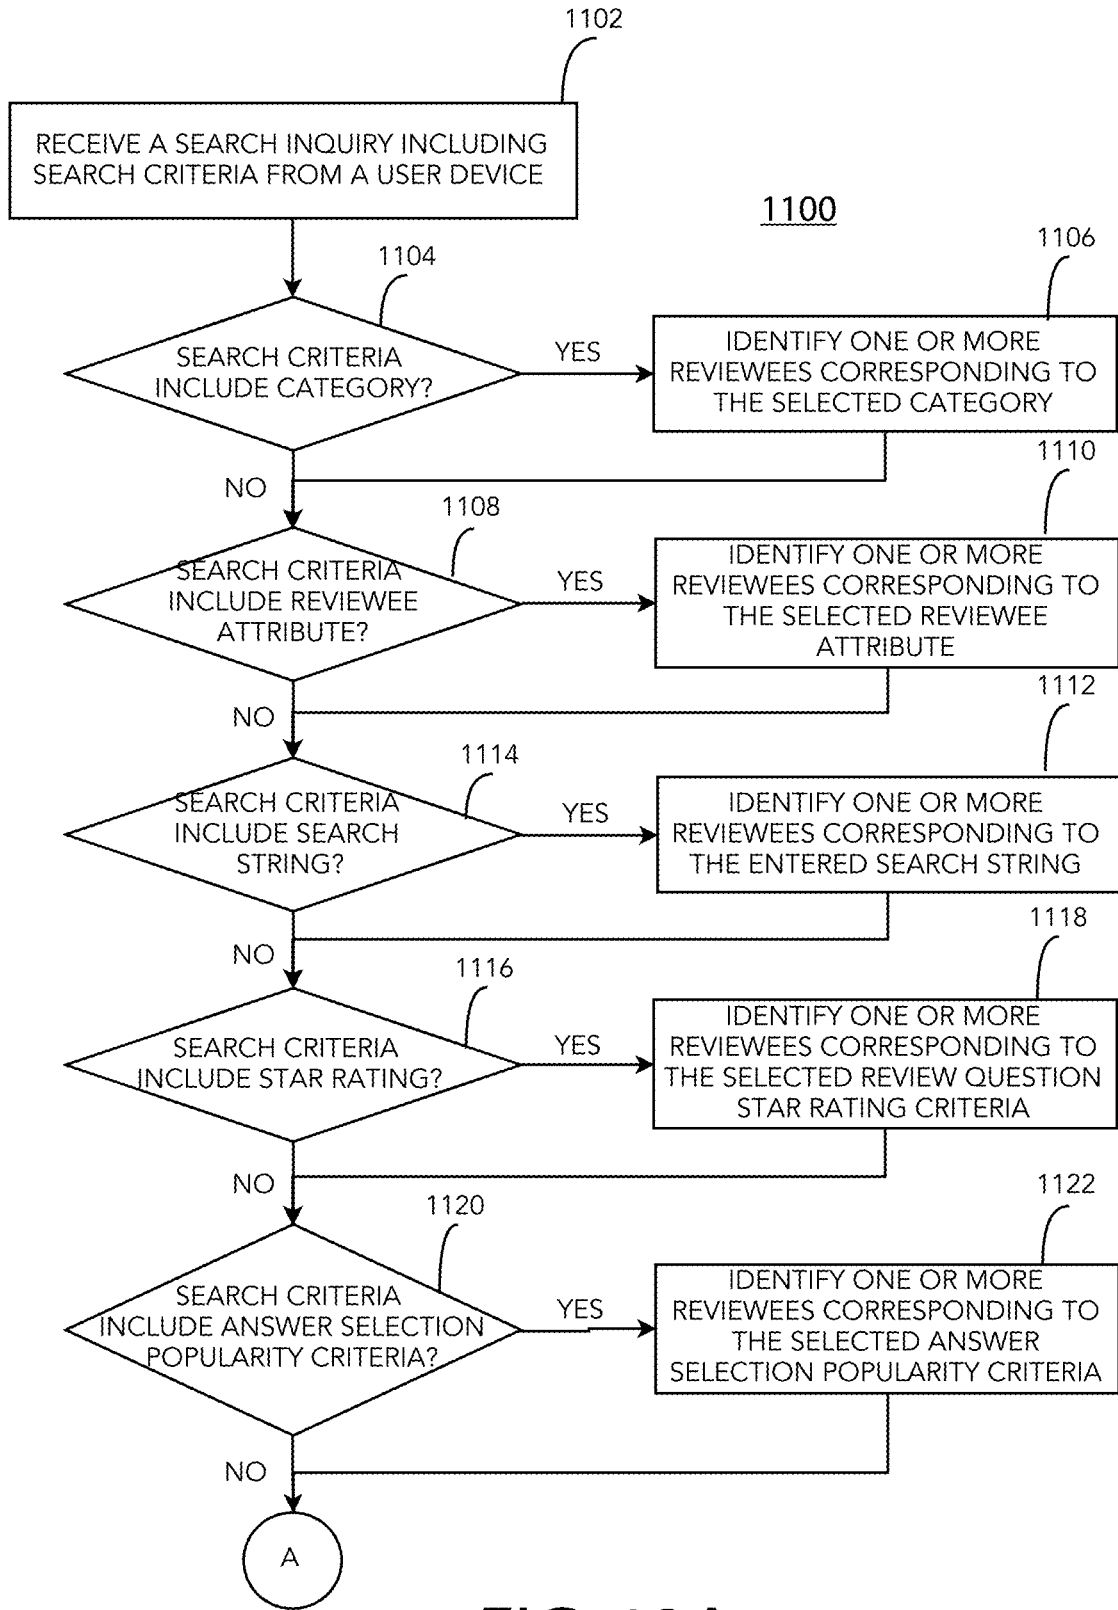 1102
RECEIVE A SEARCH INQUIRY INCLUDING
SEARCH CRITERIA FROM A USER DEVICE
1100
1104
1106
SEARCH CRITERIA
INCLUDE CATEGORY?
YES
IDENTIFY ONE OR MORE
REVIEWEES CORRESPONDING TO
THE SELECTED CATEGORY
NO
1108
1110
SEARCH CRITERIA
INCLUDE REVIEWEE
ATTRIBUTE?
YES
IDENTIFY ONE OR MORE
REVIEWEES CORRESPONDING TO
THE SELECTED REVIEWEE
ATTRIBUTE
NO
1112
1114
SEARCH CRITERIA
INCLUDE SEARCH
STRING?
YES
IDENTIFY ONE OR MORE
REVIEWEES CORRESPONDING TO
THE ENTERED SEARCH STRING
NO
1116
1118
SEARCH CRITERIA
INCLUDE STAR RATING?
YES
IDENTIFY ONE OR MORE
REVIEWEES CORRESPONDING TO
THE SELECTED REVIEW QUESTION
STAR RATING CRITERIA
NO
1120
1122
SEARCH CRITERIA
INCLUDE ANSWER SELECTION
POPULARITY CRITERIA?
YES
IDENTIFY ONE OR MORE
REVIEWEES CORRESPONDING TO
THE SELECTED ANSWER
SELECTION POPULARITY CRITERIA
NO
A